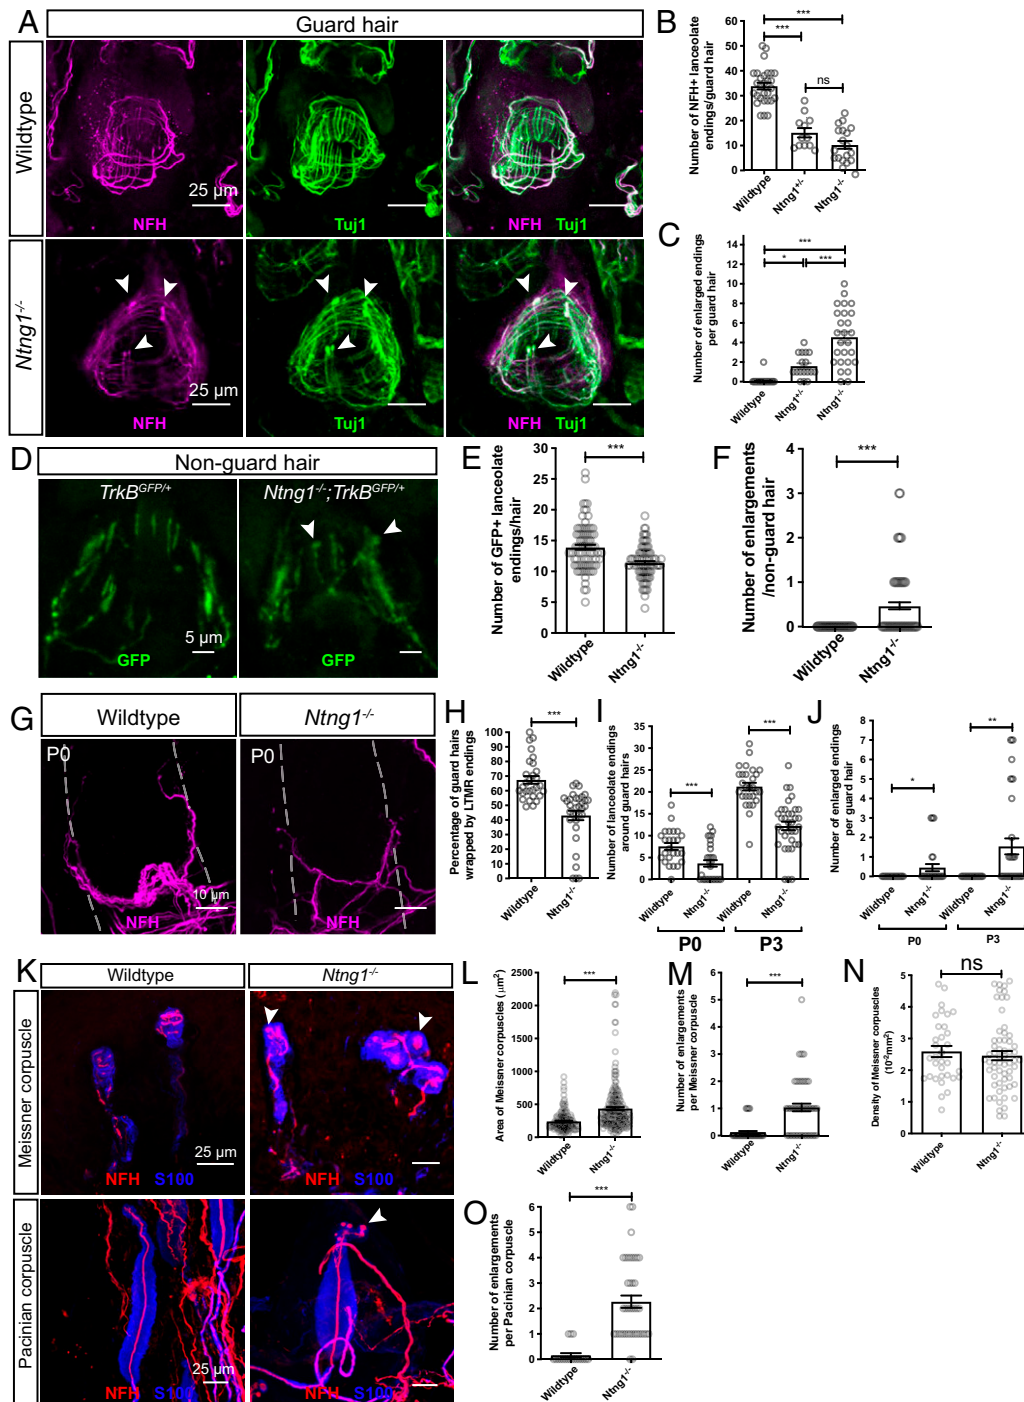 A
Guard hair
Wildtype
25 µm
NFH
Tuj1
NFH Tuj1
Ntng1-/-
25 µm
NFH
Tuj1
NFH Tuj1
B
Number of NFH+ lanceolate
endings/guard hair
60
50
40
30
20
10
0
***
***
ns
Wildtype
Ntng1+/-
Ntng1-/-
C
Number of enlarged endings
per guard hair
14
12
10
8
6
4
2
0
***
*
***
Wildtype
Ntng1+/-
Ntng1-/-
D
Non-guard hair
TrkBGFP/+
Ntng1-/-;TrkBGFP/+
5 µm
GFP
GFP
E
Number of GFP+ lanceolate
endings/hair
30
25
20
15
10
5
0
***
Wildtype
Ntng1-/-
F
Number of enlargements
/non-guard hair
4
3
2
1
0
***
Wildtype
Ntng1-/-
G
Wildtype
Ntng1-/-
P0
P0
10 µm
NFH
NFH
H
Percentage of guard hairs
wrapped by LTMR endings
100
90
80
70
60
50
40
30
20
10
0
***
Wildtype
Ntng1-/-
I
Number of lanceolate endings
around guard hairs
35
30
25
20
15
10
5
0
***
***
Wildtype
Ntng1-/-
Wildtype
Ntng1-/-
P0
P3
J
Number of enlarged endings
per guard hair
8
7
6
5
4
3
2
1
0
*
**
Wildtype
Ntng1-/-
Wildtype
Ntng1-/-
P0
P3
K
Wildtype
Ntng1-/-
Meissner corpuscle
25 µm
NFH S100
NFH S100
Pacinian corpuscle
25 µm
NFH S100
NFH S100
L
Area of Meissner corpuscles (µm2)
2500
2000
1500
1000
500
0
***
Wildtype
Ntng1-/-
M
Number of enlargements
per Meissner corpuscle
6
5
4
3
2
1
0
***
Wildtype
Ntng1-/-
N
Density of Meissner corpuscles
(10-2mm2)
5
4
3
2
1
0
ns
Wildtype
Ntng1-/-
O
Number of enlargements
per Pacinian corpuscle
7
6
5
4
3
2
1
0
***
Wildtype
Ntng1-/-